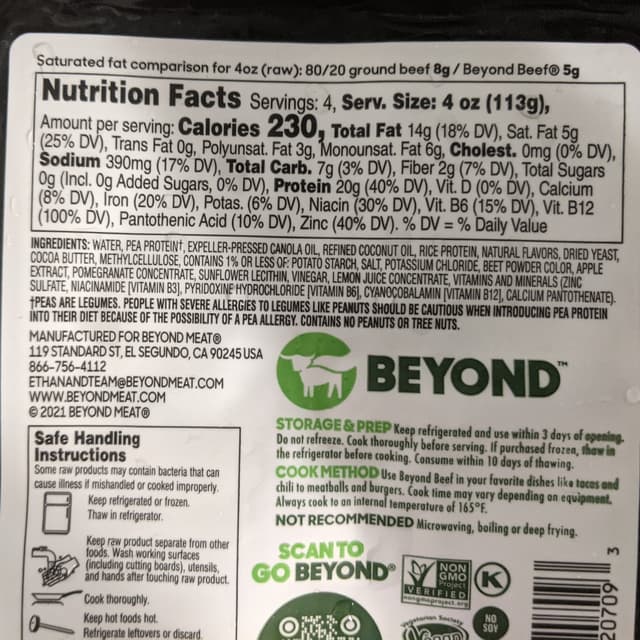 Saturated fat comparison for 4oz (raw): 80/20 ground beef 8g / Beyond Beef® 5g
Nutrition Facts Servings: 4, Serv. Size: 4 oz (113g),
Amount per serving: Calories 230, Total Fat 14g (18% DV), Sat. Fat 5g
(25% DV), Trans Fat 0g, Polyunsat. Fat 3g, Monounsat. Fat 6g, Cholest. 0mg (0% DV),
Sodium 390mg (17% DV), Total Carb. 7g (3% DV), Fiber 2g (7% DV), Total Sugars
0g (Incl. 0g Added Sugars, 0% DV), Protein 20g (40% DV), Vit. D (0% DV), Calcium
(8% DV), Iron (20% DV), Potas. (6% DV), Niacin (30% DV), Vit. B6 (15% DV), Vit. B12
(100% DV), Pantothenic Acid (10% DV), Zinc (40% DV). % DV = % Daily Value
INGREDIENTS: WATER, PEA PROTEIN†, EXPELLER-PRESSED CANOLA OIL, REFINED COCONUT OIL, RICE PROTEIN, NATURAL FLAVORS, DRIED YEAST,
COCOA BUTTER, METHYLCELLULOSE, CONTAINS 1% OR LESS OF: POTATO STARCH, SALT, POTASSIUM CHLORIDE, BEET POWDER COLOR, APPLE
EXTRACT, POMEGRANATE CONCENTRATE, SUNFLOWER LECITHIN, VINEGAR, LEMON JUICE CONCENTRATE, VITAMINS AND MINERALS (ZINC
SULFATE, NIACINAMIDE [VITAMIN B3], PYRIDOXINE HYDROCHLORIDE [VITAMIN B6], CYANOCOBALAMIN [VITAMIN B12], CALCIUM PANTOTHENATE).
†PEAS ARE LEGUMES. PEOPLE WITH SEVERE ALLERGIES TO LEGUMES LIKE PEANUTS SHOULD BE CAUTIOUS WHEN INTRODUCING PEA PROTEIN
INTO THEIR DIET BECAUSE OF THE POSSIBILITY OF A PEA ALLERGY. CONTAINS NO PEANUTS OR TREE NUTS.
MANUFACTURED FOR BEYOND MEAT®
119 STANDARD ST, EL SEGUNDO, CA 90245 USA
866-756-4112
ETHANANDTEAM@BEYONDMEAT.COM
WWW.BEYONDMEAT.COM
© 2021 BEYOND MEAT®
BEYOND™
Safe Handling
Instructions
Some raw products may contain bacteria that can
cause illness if mishandled or cooked improperly.
Keep refrigerated or frozen.
Thaw in refrigerator.
Keep raw product separate from other
foods. Wash working surfaces
(including cutting boards), utensils,
and hands after touching raw product.
Cook thoroughly.
Keep hot foods hot.
Refrigerate leftovers or discard.
STORAGE & PREP Keep refrigerated and use within 3 days of opening.
Do not refreeze. Cook thoroughly before serving. If purchased frozen, thaw in
the refrigerator before cooking. Consume within 10 days of thawing.
COOK METHOD Use Beyond Beef in your favorite dishes like tacos and
chili to meatballs and burgers. Cook time may vary depending on equipment.
Always cook to an internal temperature of 165°F.
NOT RECOMMENDED Microwaving, boiling or deep frying.
SCAN TO
GO BEYOND®
NON
GMO
Project
VERIFIED
nongmoproject.org
K
Vegetarian Society
Vegan
NO
SOY
20709
3